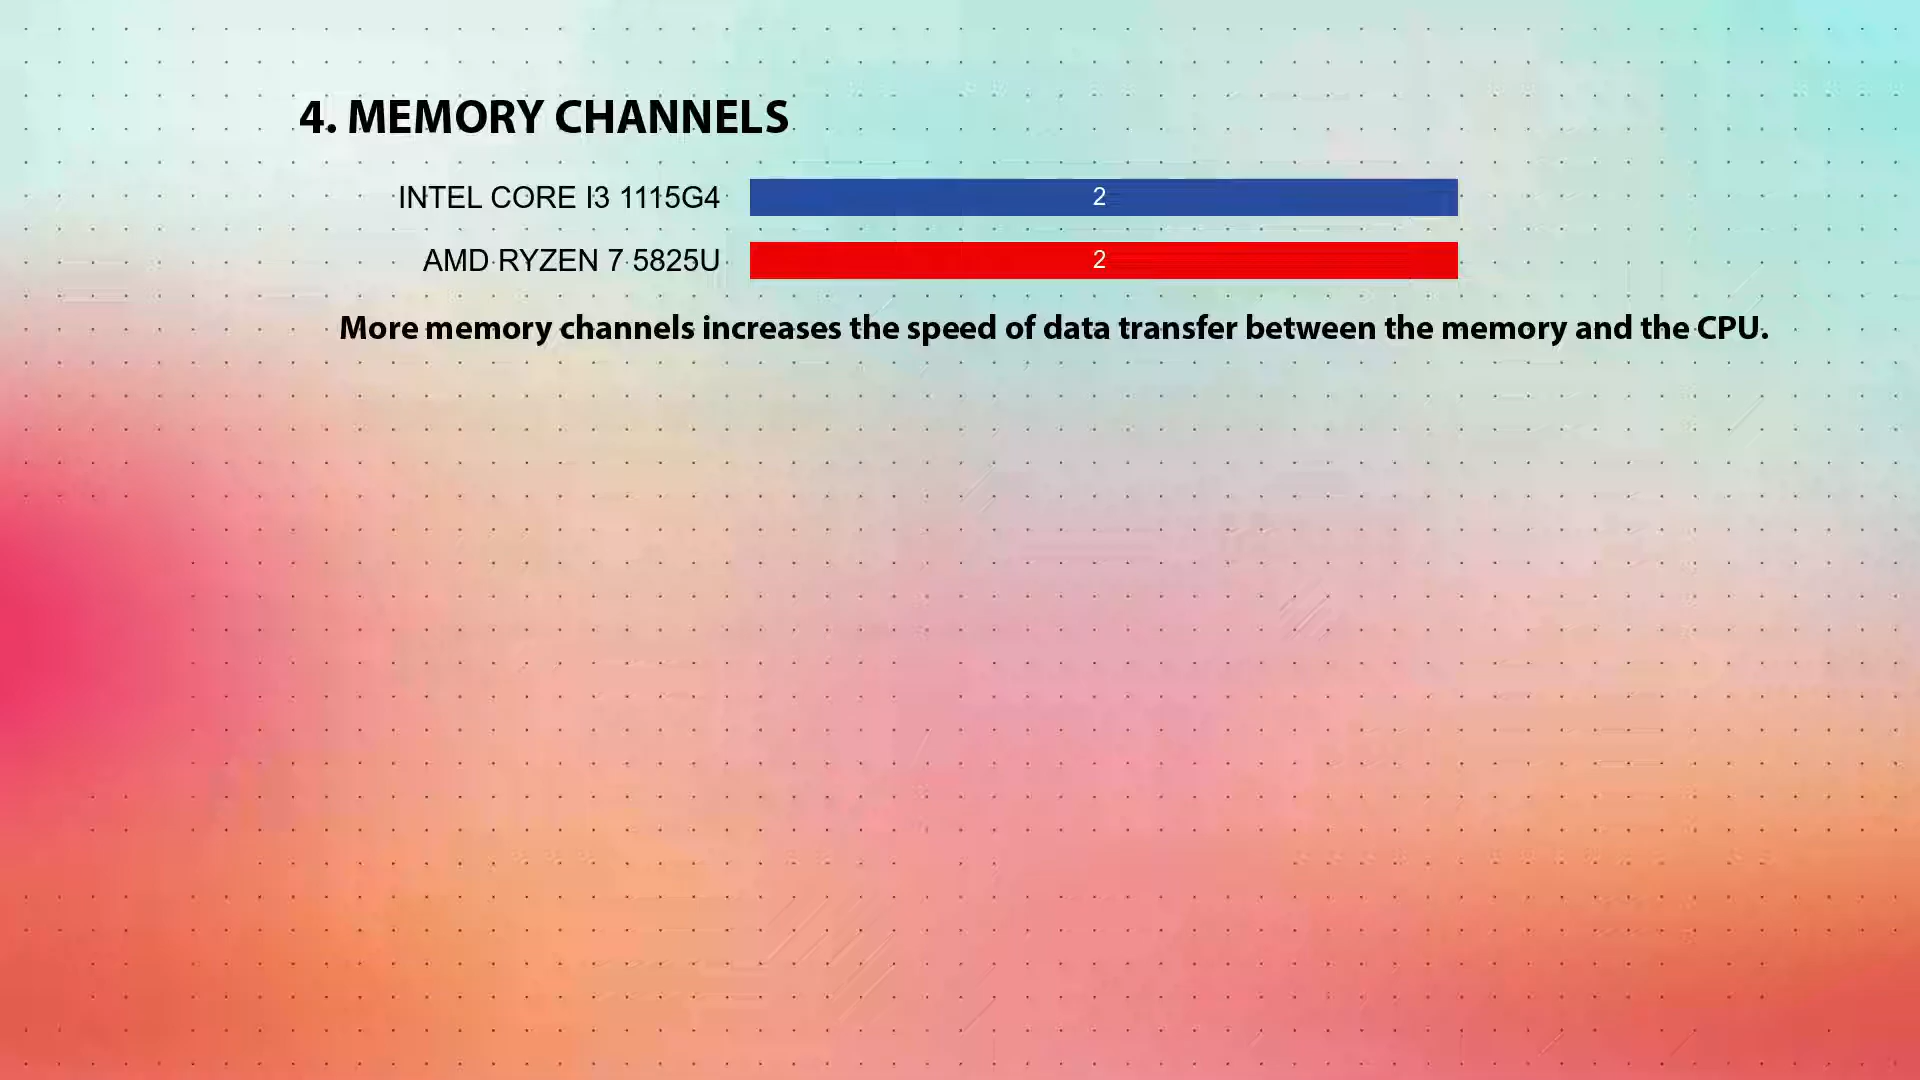 4. MEMORY CHANNELS
INTEL CORE I3 1115G4 2
AMD RYZEN 7 5825U 2
More memory channels increases the speed of data transfer between the memory and the CPU.